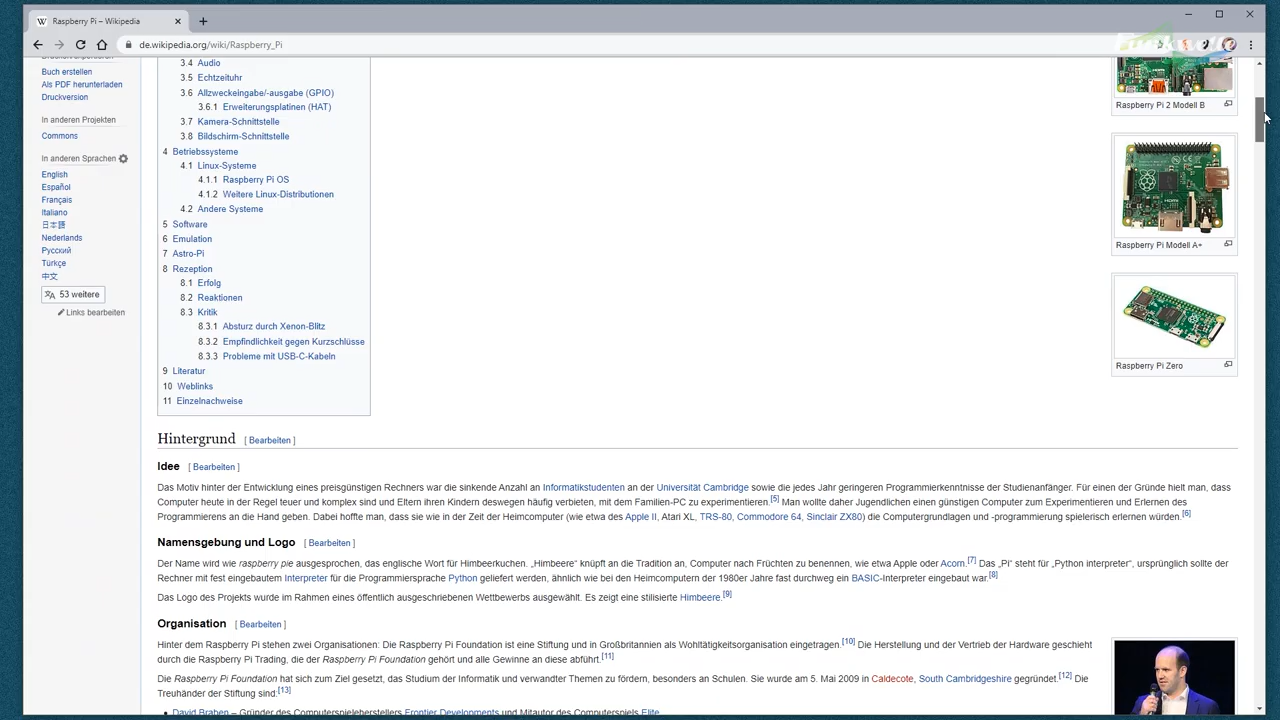 Raspberry Pi – Wikipedia
de.wikipedia.org/wiki/Raspberry_Pi
Buch erstellen
Als PDF herunterladen
Druckversion
In anderen Projekten
Commons
In anderen Sprachen
English
Español
Français
Italiano
日本語
Nederlands
Русский
Türkçe
中文
53 weitere
Links bearbeiten
3.4 Audio
3.5 Echtzeituhr
3.6 Allzweckeingabe/-ausgabe (GPIO)
3.6.1 Erweiterungsplatinen (HAT)
3.7 Kamera-Schnittstelle
3.8 Bildschirm-Schnittstelle
4 Betriebssysteme
4.1 Linux-Systeme
4.1.1 Raspberry Pi OS
4.1.2 Weitere Linux-Distributionen
4.2 Andere Systeme
5 Software
6 Emulation
7 Astro-Pi
8 Rezeption
8.1 Erfolg
8.2 Reaktionen
8.3 Kritik
8.3.1 Absturz durch Xenon-Blitz
8.3.2 Empfindlichkeit gegen Kurzschlüsse
8.3.3 Probleme mit USB-C-Kabeln
9 Literatur
10 Weblinks
11 Einzelnachweise
Raspberry Pi 2 Modell B
Raspberry Pi Modell A+
Raspberry Pi Zero
Hintergrund [ Bearbeiten ]
Idee [ Bearbeiten ]
Das Motiv hinter der Entwicklung eines preisgünstigen Rechners war die sinkende Anzahl an Informatikstudenten an der Universität Cambridge sowie die jedes Jahr geringeren Programmierkenntnisse der Studienanfänger. Für einen der Gründe hielt man, dass
Computer heute in der Regel teuer und komplex sind und Eltern ihren Kindern deswegen häufig verbieten, mit dem Familien-PC zu experimentieren.[5] Man wollte daher Jugendlichen einen günstigen Computer zum Experimentieren und Erlernen des
Programmierens an die Hand geben. Dabei hoffte man, dass sie wie in der Zeit der Heimcomputer (wie etwa des Apple II, Atari XL, TRS-80, Commodore 64, Sinclair ZX80) die Computergrundlagen und -programmierung spielerisch erlernen würden.[6]
Namensgebung und Logo [ Bearbeiten ]
Der Name wird wie raspberry pie ausgesprochen, das englische Wort für Himbeerkuchen. „Himbeere“ knüpft an die Tradition an, Computer nach Früchten zu benennen, wie etwa Apple oder Acorn.[7] Das „Pi“ steht für „Python interpreter“, ursprünglich sollte der
Rechner mit fest eingebautem Interpreter für die Programmiersprache Python geliefert werden, ähnlich wie bei den Heimcomputern der 1980er Jahre fast durchweg ein BASIC-Interpreter eingebaut war.[8]
Das Logo des Projekts wurde im Rahmen eines öffentlich ausgeschriebenen Wettbewerbs ausgewählt. Es zeigt eine stilisierte Himbeere.[9]
Organisation [ Bearbeiten ]
Hinter dem Raspberry Pi stehen zwei Organisationen: Die Raspberry Pi Foundation ist eine Stiftung und in Großbritannien als Wohltätigkeitsorganisation eingetragen.[10] Die Herstellung und der Vertrieb der Hardware geschieht
durch die Raspberry Pi Trading, die der Raspberry Pi Foundation gehört und alle Gewinne an diese abführt.[11]
Die Raspberry Pi Foundation hat sich zum Ziel gesetzt, das Studium der Informatik und verwandter Themen zu fördern, besonders an Schulen. Sie wurde am 5. Mai 2009 in Caldecote, South Cambridgeshire gegründet.[12] Die
Treuhänder der Stiftung sind:[13]
David Braben – Gründer des Computerspieleherstellers Frontier Developments und Mitautor des Computerspiels Elite